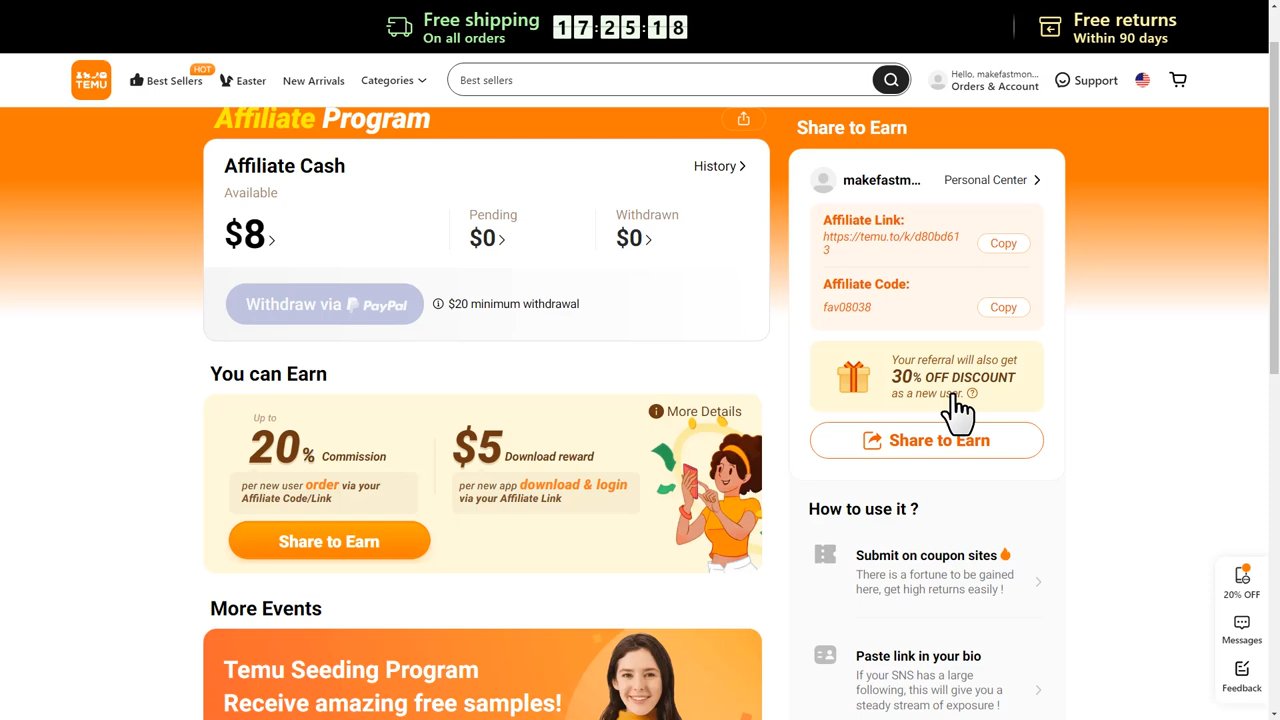 Free shipping
On all orders
17:25:18
Free returns
Within 90 days
TEMU
Best Sellers
HOT
Easter
New Arrivals
Categories
Best sellers
Hello, makefastmon...
Orders & Account
Support
Affiliate Program
Affiliate Cash
History
Available
$8
Pending
$0
Withdrawn
$0
Withdraw via PayPal
$20 minimum withdrawal
You can Earn
More Details
Up to
20% Commission
per new user order via your
Affiliate Code/Link
$5 Download reward
per new app download & login
via your Affiliate Link
Share to Earn
More Events
Temu Seeding Program
Receive amazing free samples!
Share to Earn
makefastm...
Personal Center
Affiliate Link:
https://temu.to/k/d80bd61
3
Copy
Affiliate Code:
fav08038
Copy
Your referral will also get
30% OFF DISCOUNT
as a new user.
Share to Earn
How to use it ?
Submit on coupon sites
There is a fortune to be gained
here, get high returns easily !
Paste link in your bio
If your SNS has a large
following, this will give you a
steady stream of exposure !
20% OFF
Messages
Feedback